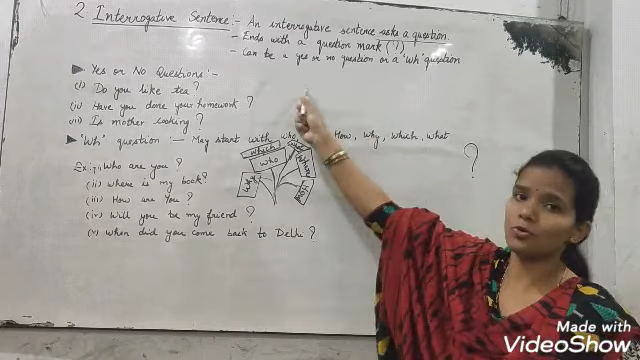 2. Interrogative Sentence - An interrogative sentence asks a question.
- Ends with a question mark (?)
- Can be a yes or no question or a 'wh' question
▶ Yes or No Questions :-
(i) Do you like tea ?
(ii) Have you done your homework ?
(iii) Is mother cooking ?
▶ "Wh" question :- May start with How, Why, Which, What
Ex:- (i) Who are you ?
(ii) Where is my book ?
(iii) How are You ?
(iv) Will you be my friend ?
(v) When did you come back to Delhi ?
which
who
where
How
?
Made with
VideoShow